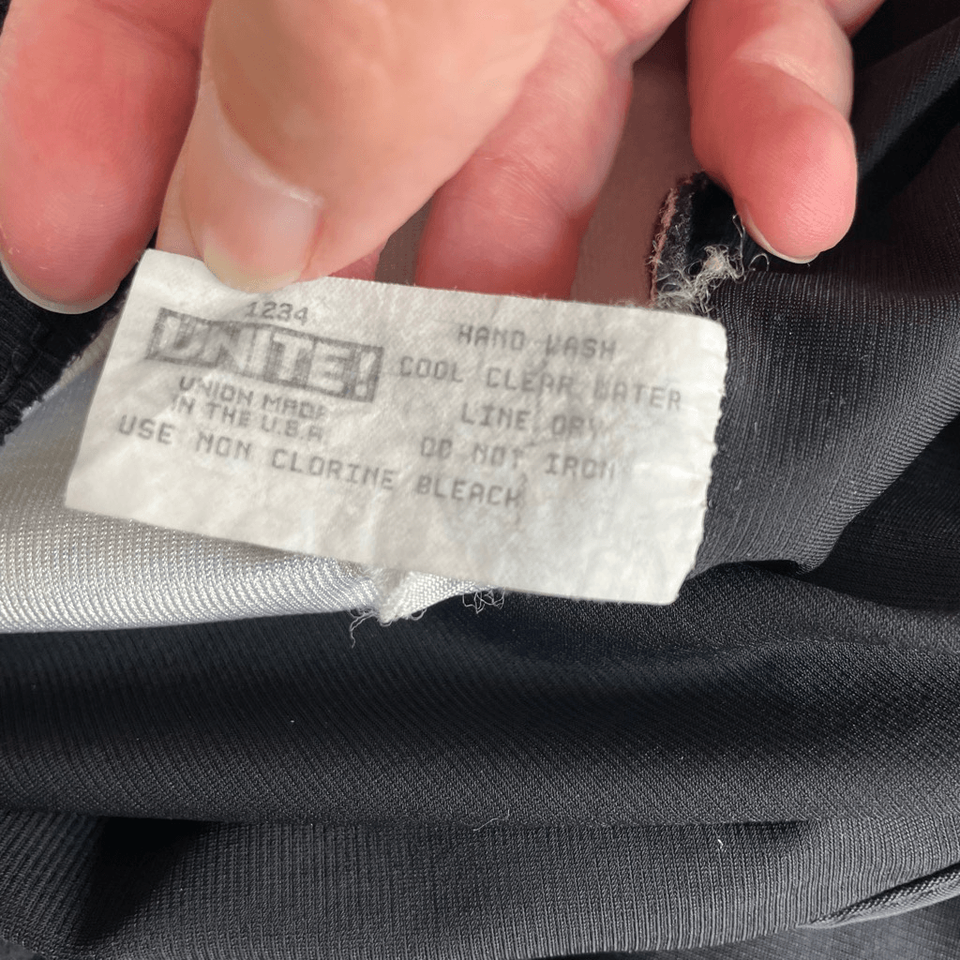 1234
UNITE!
UNION MADE
IN THE U.S.A
HAND WASH
COOL CLEAR WATER
LINE DRY
DO NOT IRON
USE NON CLORINE BLEACH